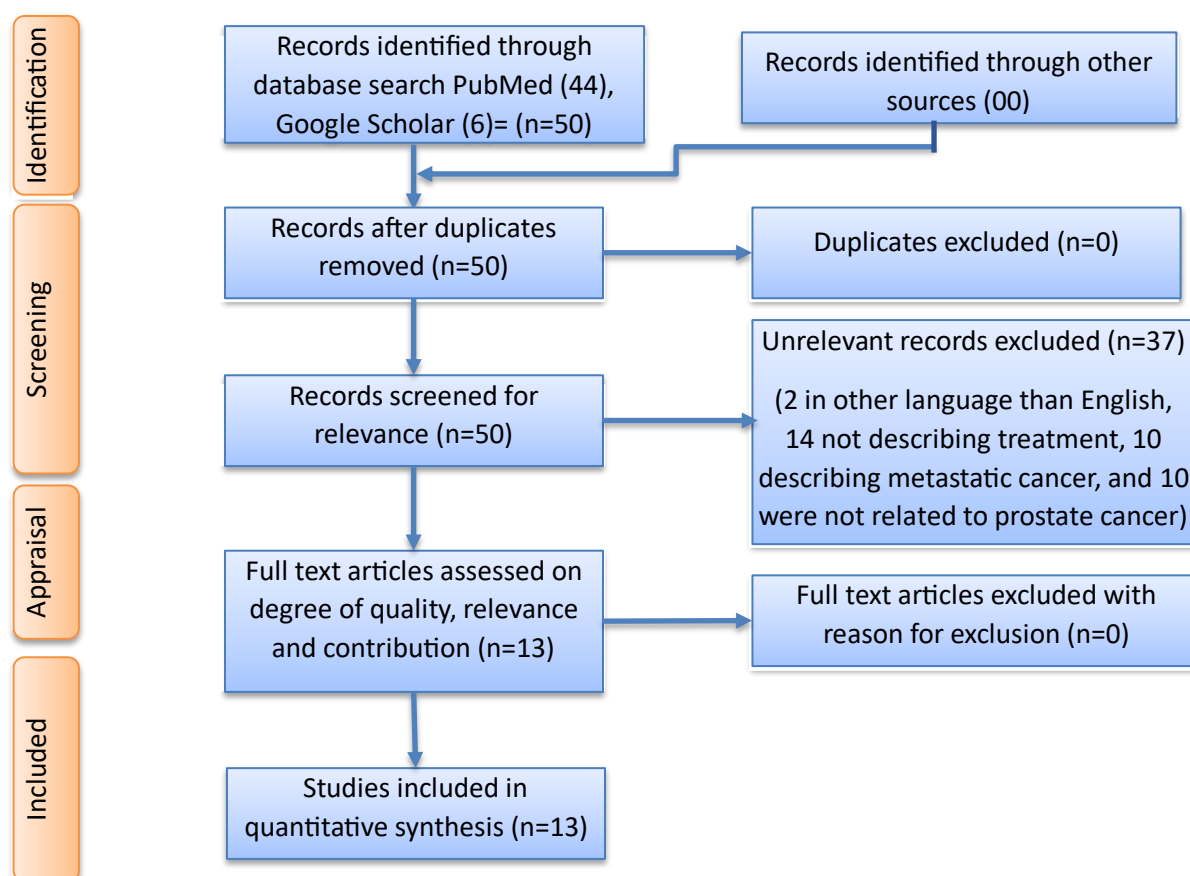 Identification
Records identified through
database search PubMed (44),
Google Scholar (6)= (n=50)
Records identified through other
sources (00)
Screening
Records after duplicates
removed (n=50)
Duplicates excluded (n=0)
Records screened for
relevance (n=50)
Unrelevant records excluded (n=37)
(2 in other language than English,
14 not describing treatment, 10
describing metastatic cancer, and 10
were not related to prostate cancer)
Appraisal
Full text articles assessed on
degree of quality, relevance
and contribution (n=13)
Full text articles excluded with
reason for exclusion (n=0)
Included
Studies included in
quantitative synthesis (n=13)